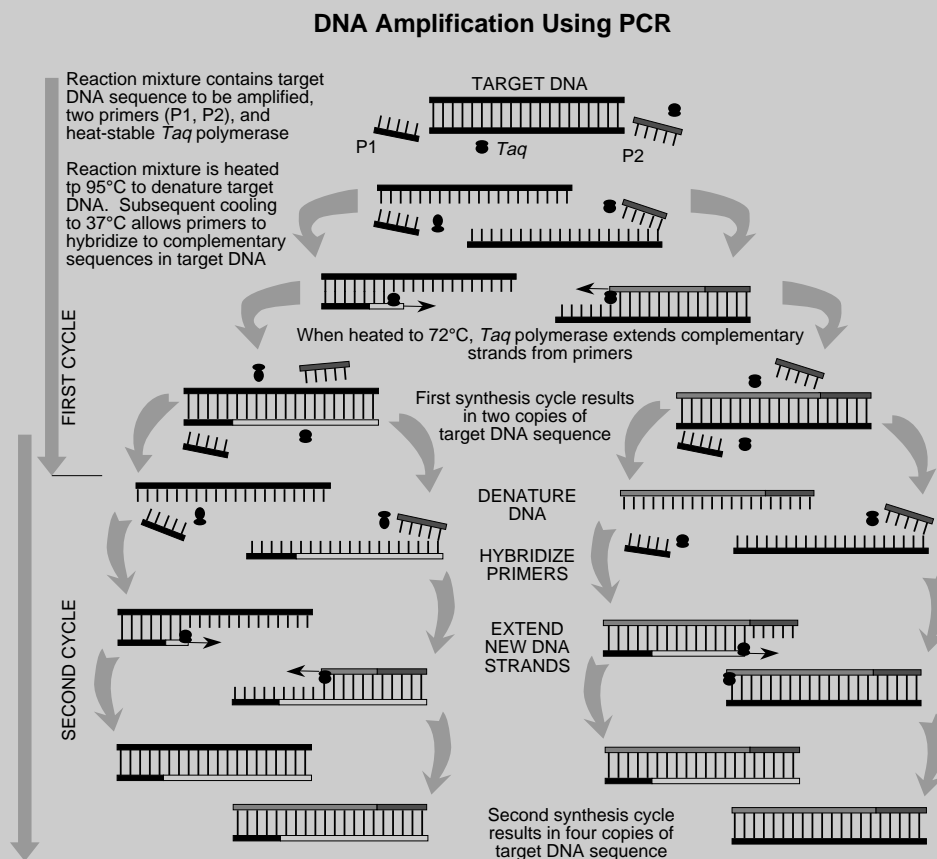 DNA Amplification Using PCR
Reaction mixture contains target
DNA sequence to be amplified,
two primers (P1, P2), and
heat-stable Taq polymerase
TARGET DNA
P1
Taq
P2
Reaction mixture is heated
tp 95°C to denature target
DNA. Subsequent cooling
to 37°C allows primers to
hybridize to complementary
sequences in target DNA
When heated to 72°C, Taq polymerase extends complementary
strands from primers
FIRST CYCLE
First synthesis cycle results
in two copies of
target DNA sequence
DENATURE
DNA
HYBRIDIZE
PRIMERS
EXTEND
NEW DNA
STRANDS
SECOND CYCLE
Second synthesis cycle
results in four copies of
target DNA sequence